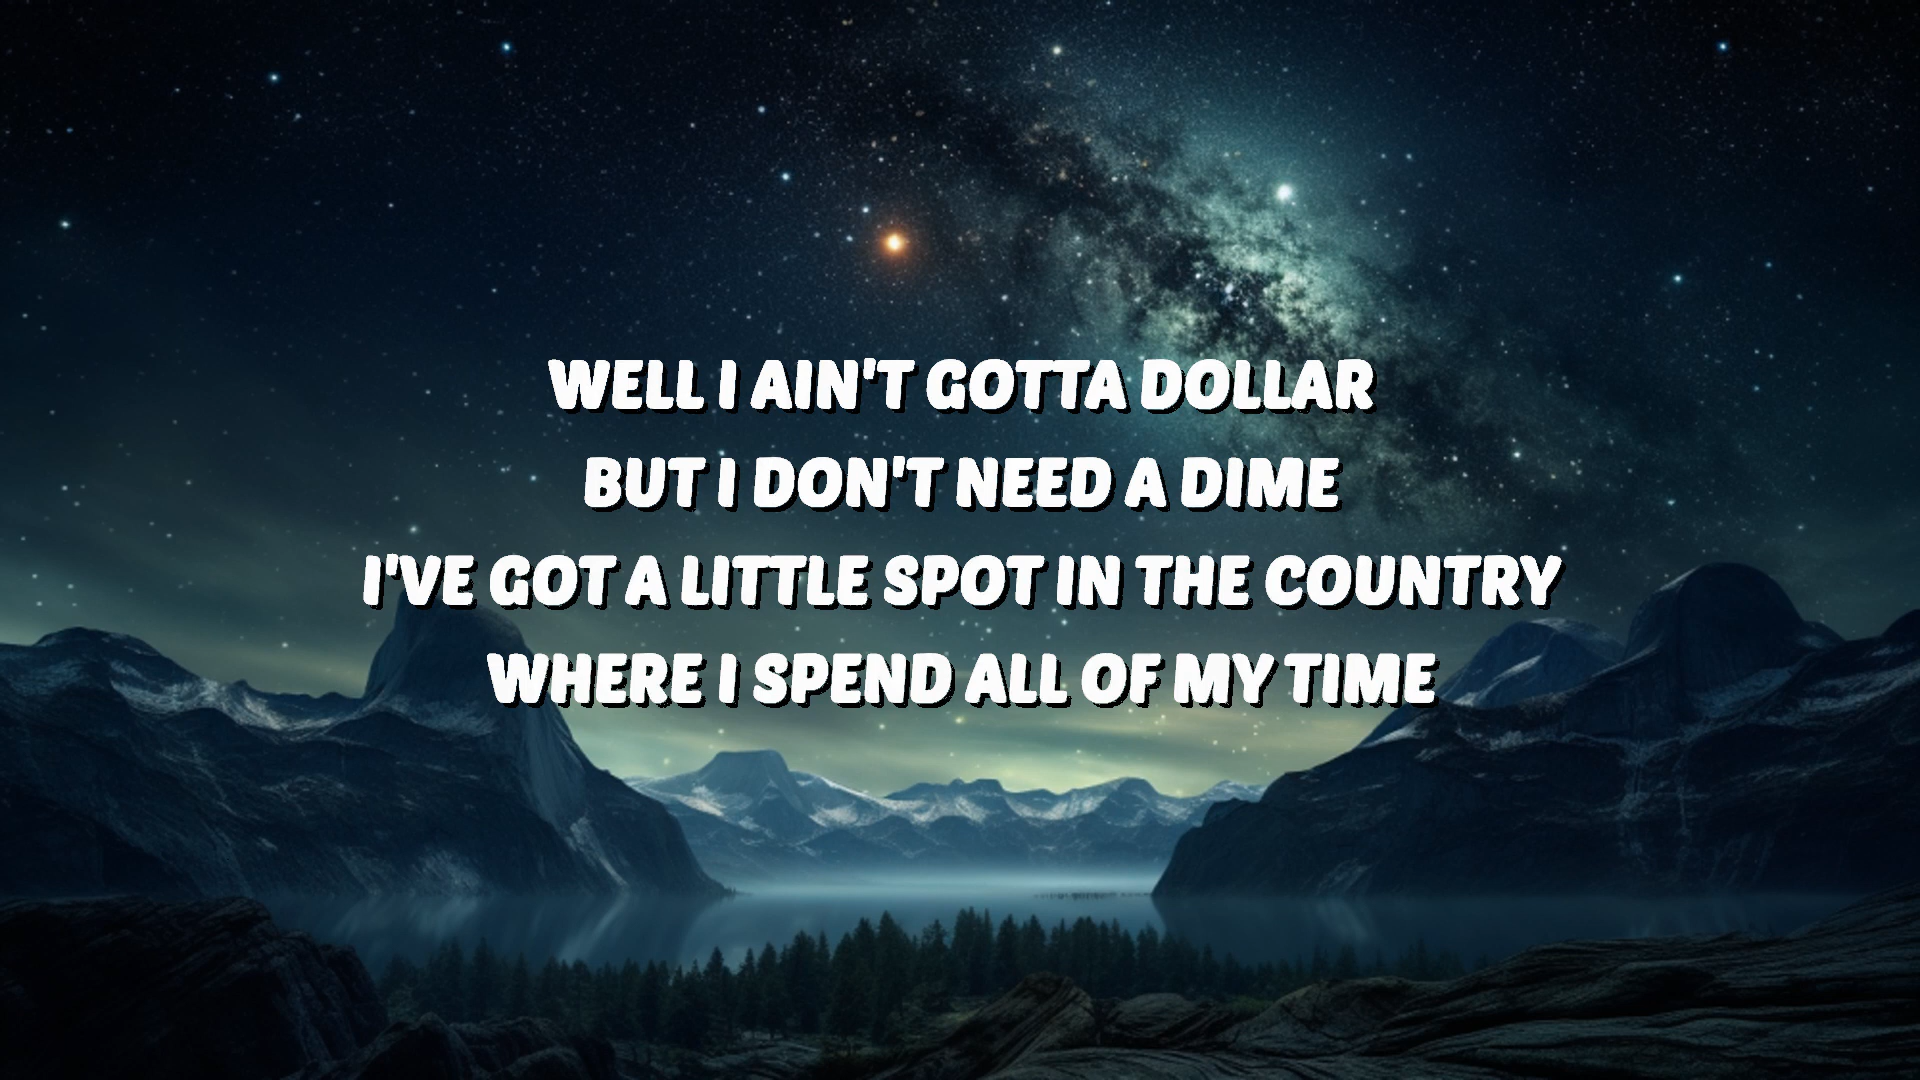 WELL I AIN'T GOTTA DOLLAR
BUT I DON'T NEED A DIME
I'VE GOT A LITTLE SPOT IN THE COUNTRY
WHERE I SPEND ALL OF MY TIME